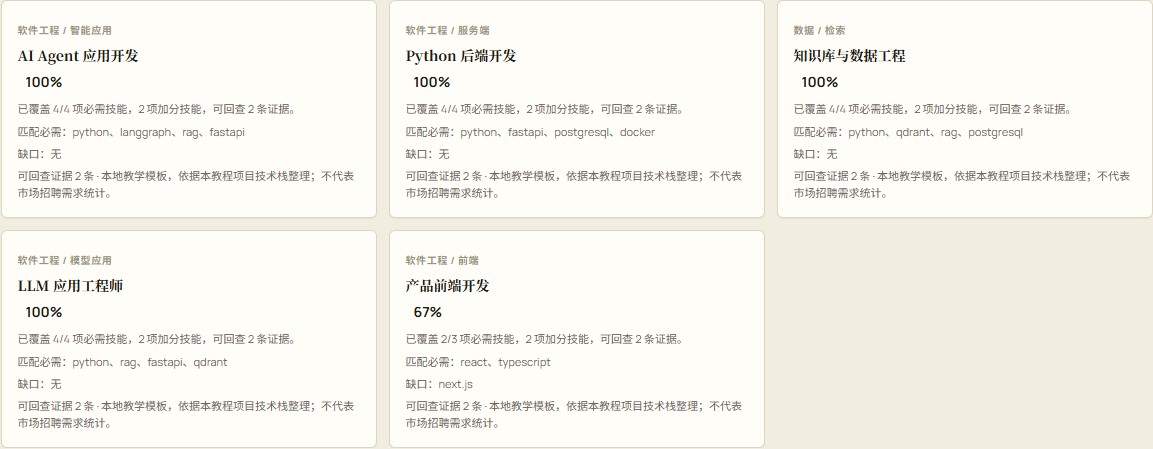 软件工程 / 智能应用
AI Agent 应用开发
100%
已覆盖 4/4 项必需技能，2 项加分技能，可回查 2 条证据。
匹配必需：python、langgraph、rag、fastapi
缺口：无
可回查证据 2 条 · 本地教学模板，依据本教程项目技术栈整理；不代表
市场招聘需求统计。
软件工程 / 服务端
Python 后端开发
100%
已覆盖 4/4 项必需技能，2 项加分技能，可回查 2 条证据。
匹配必需：python、fastapi、postgresql、docker
缺口：无
可回查证据 2 条 · 本地教学模板，依据本教程项目技术栈整理；不代表
市场招聘需求统计。
数据 / 检索
知识库与数据工程
100%
已覆盖 4/4 项必需技能，2 项加分技能，可回查 2 条证据。
匹配必需：python、qdrant、rag、postgresql
缺口：无
可回查证据 2 条 · 本地教学模板，依据本教程项目技术栈整理；不代表
市场招聘需求统计。
软件工程 / 模型应用
LLM 应用工程师
100%
已覆盖 4/4 项必需技能，2 项加分技能，可回查 2 条证据。
匹配必需：python、rag、fastapi、qdrant
缺口：无
可回查证据 2 条 · 本地教学模板，依据本教程项目技术栈整理；不代表
市场招聘需求统计。
软件工程 / 前端
产品前端开发
67%
已覆盖 2/3 项必需技能，2 项加分技能，可回查 2 条证据。
匹配必需：react、typescript
缺口：next.js
可回查证据 2 条 · 本地教学模板，依据本教程项目技术栈整理；不代表
市场招聘需求统计。